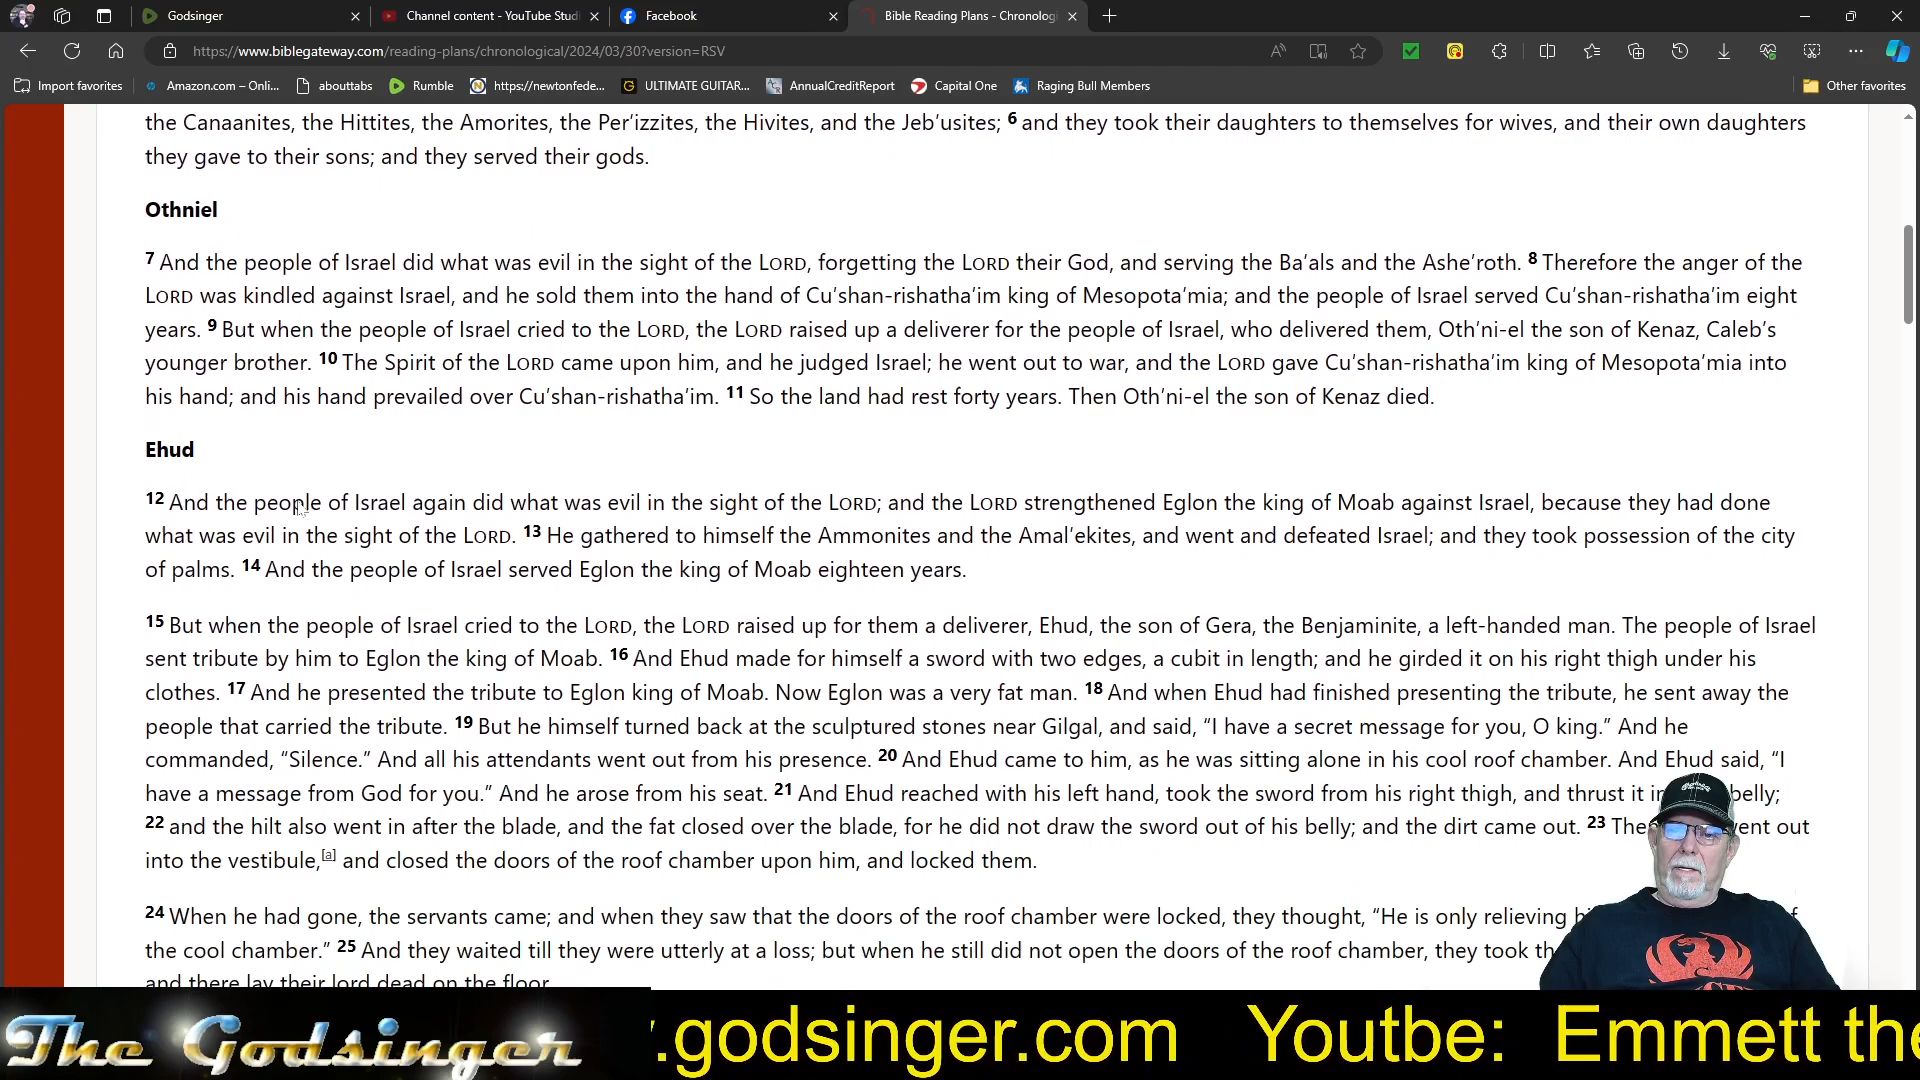 Godsinger
Channel content - YouTube Studi
Facebook
Bible Reading Plans - Chronologi
https://www.biblegateway.com/reading-plans/chronological/2024/03/30?version=RSV
Import favorites
Amazon.com – Onli...
abouttabs
Rumble
https://newtonfede...
ULTIMATE GUITAR...
AnnualCreditReport
Capital One
Raging Bull Members
Other favorites
the Canaanites, the Hittites, the Amorites, the Per′izzites, the Hivites, and the Jeb′usites; 6 and they took their daughters to themselves for wives, and their own daughters
they gave to their sons; and they served their gods.
Othniel
7 And the people of Israel did what was evil in the sight of the LORD, forgetting the LORD their God, and serving the Ba′als and the Ashe′roth. 8 Therefore the anger of the
LORD was kindled against Israel, and he sold them into the hand of Cu′shan-rishatha′im king of Mesopota′mia; and the people of Israel served Cu′shan-rishatha′im eight
years. 9 But when the people of Israel cried to the LORD, the LORD raised up a deliverer for the people of Israel, who delivered them, Oth′ni-el the son of Kenaz, Caleb’s
younger brother. 10 The Spirit of the LORD came upon him, and he judged Israel; he went out to war, and the LORD gave Cu′shan-rishatha′im king of Mesopota′mia into
his hand; and his hand prevailed over Cu′shan-rishatha′im. 11 So the land had rest forty years. Then Oth′ni-el the son of Kenaz died.
Ehud
12 And the people of Israel again did what was evil in the sight of the LORD; and the LORD strengthened Eglon the king of Moab against Israel, because they had done
what was evil in the sight of the LORD. 13 He gathered to himself the Ammonites and the Amal′ekites, and went and defeated Israel; and they took possession of the city
of palms. 14 And the people of Israel served Eglon the king of Moab eighteen years.
15 But when the people of Israel cried to the LORD, the LORD raised up for them a deliverer, Ehud, the son of Gera, the Benjaminite, a left-handed man. The people of Israel
sent tribute by him to Eglon the king of Moab. 16 And Ehud made for himself a sword with two edges, a cubit in length; and he girded it on his right thigh under his
clothes. 17 And he presented the tribute to Eglon king of Moab. Now Eglon was a very fat man. 18 And when Ehud had finished presenting the tribute, he sent away the
people that carried the tribute. 19 But he himself turned back at the sculptured stones near Gilgal, and said, “I have a secret message for you, O king.” And he
commanded, “Silence.” And all his attendants went out from his presence. 20 And Ehud came to him, as he was sitting alone in his cool roof chamber. And Ehud said, “I
have a message from God for you.” And he arose from his seat. 21 And Ehud reached with his left hand, took the sword from his right thigh, and thrust it belly;
22 and the hilt also went in after the blade, and the fat closed over the blade, for he did not draw the sword out of his belly; and the dirt came out. 23 out
into the vestibule,[a] and closed the doors of the roof chamber upon him, and locked them.
24 When he had gone, the servants came; and when they saw that the doors of the roof chamber were locked, they thought, “He is only relieving
the cool chamber.” 25 And they waited till they were utterly at a loss; but when he still did not open the doors of the roof chamber, they took
and there lay their lord dead on the floor
The Godsinger
.godsinger.com Youtbe: Emmett the